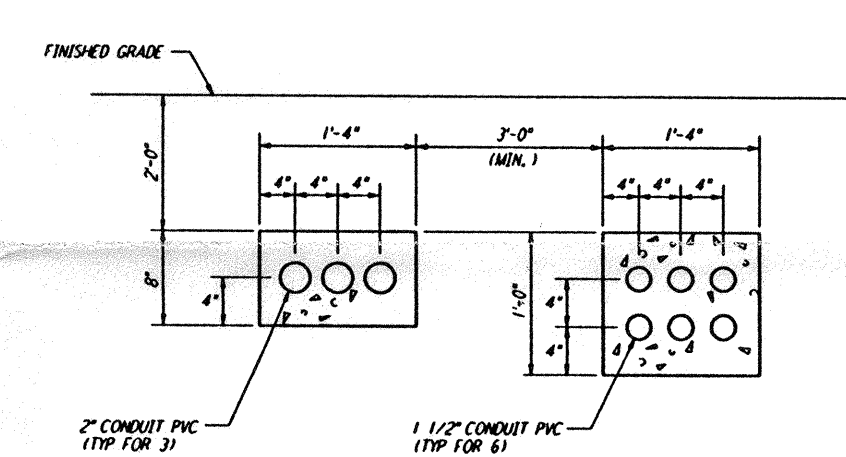 FINISHED GRADE
1'-4"
3'-0"
(MIN.)
1'-4"
2'-0"
4" 4" 4"
4" 4" 4"
8"
4"
1'-0"
4"
4"
2" CONDUIT PVC
(TYP FOR 3)
1 1/2" CONDUIT PVC
(TYP FOR 6)